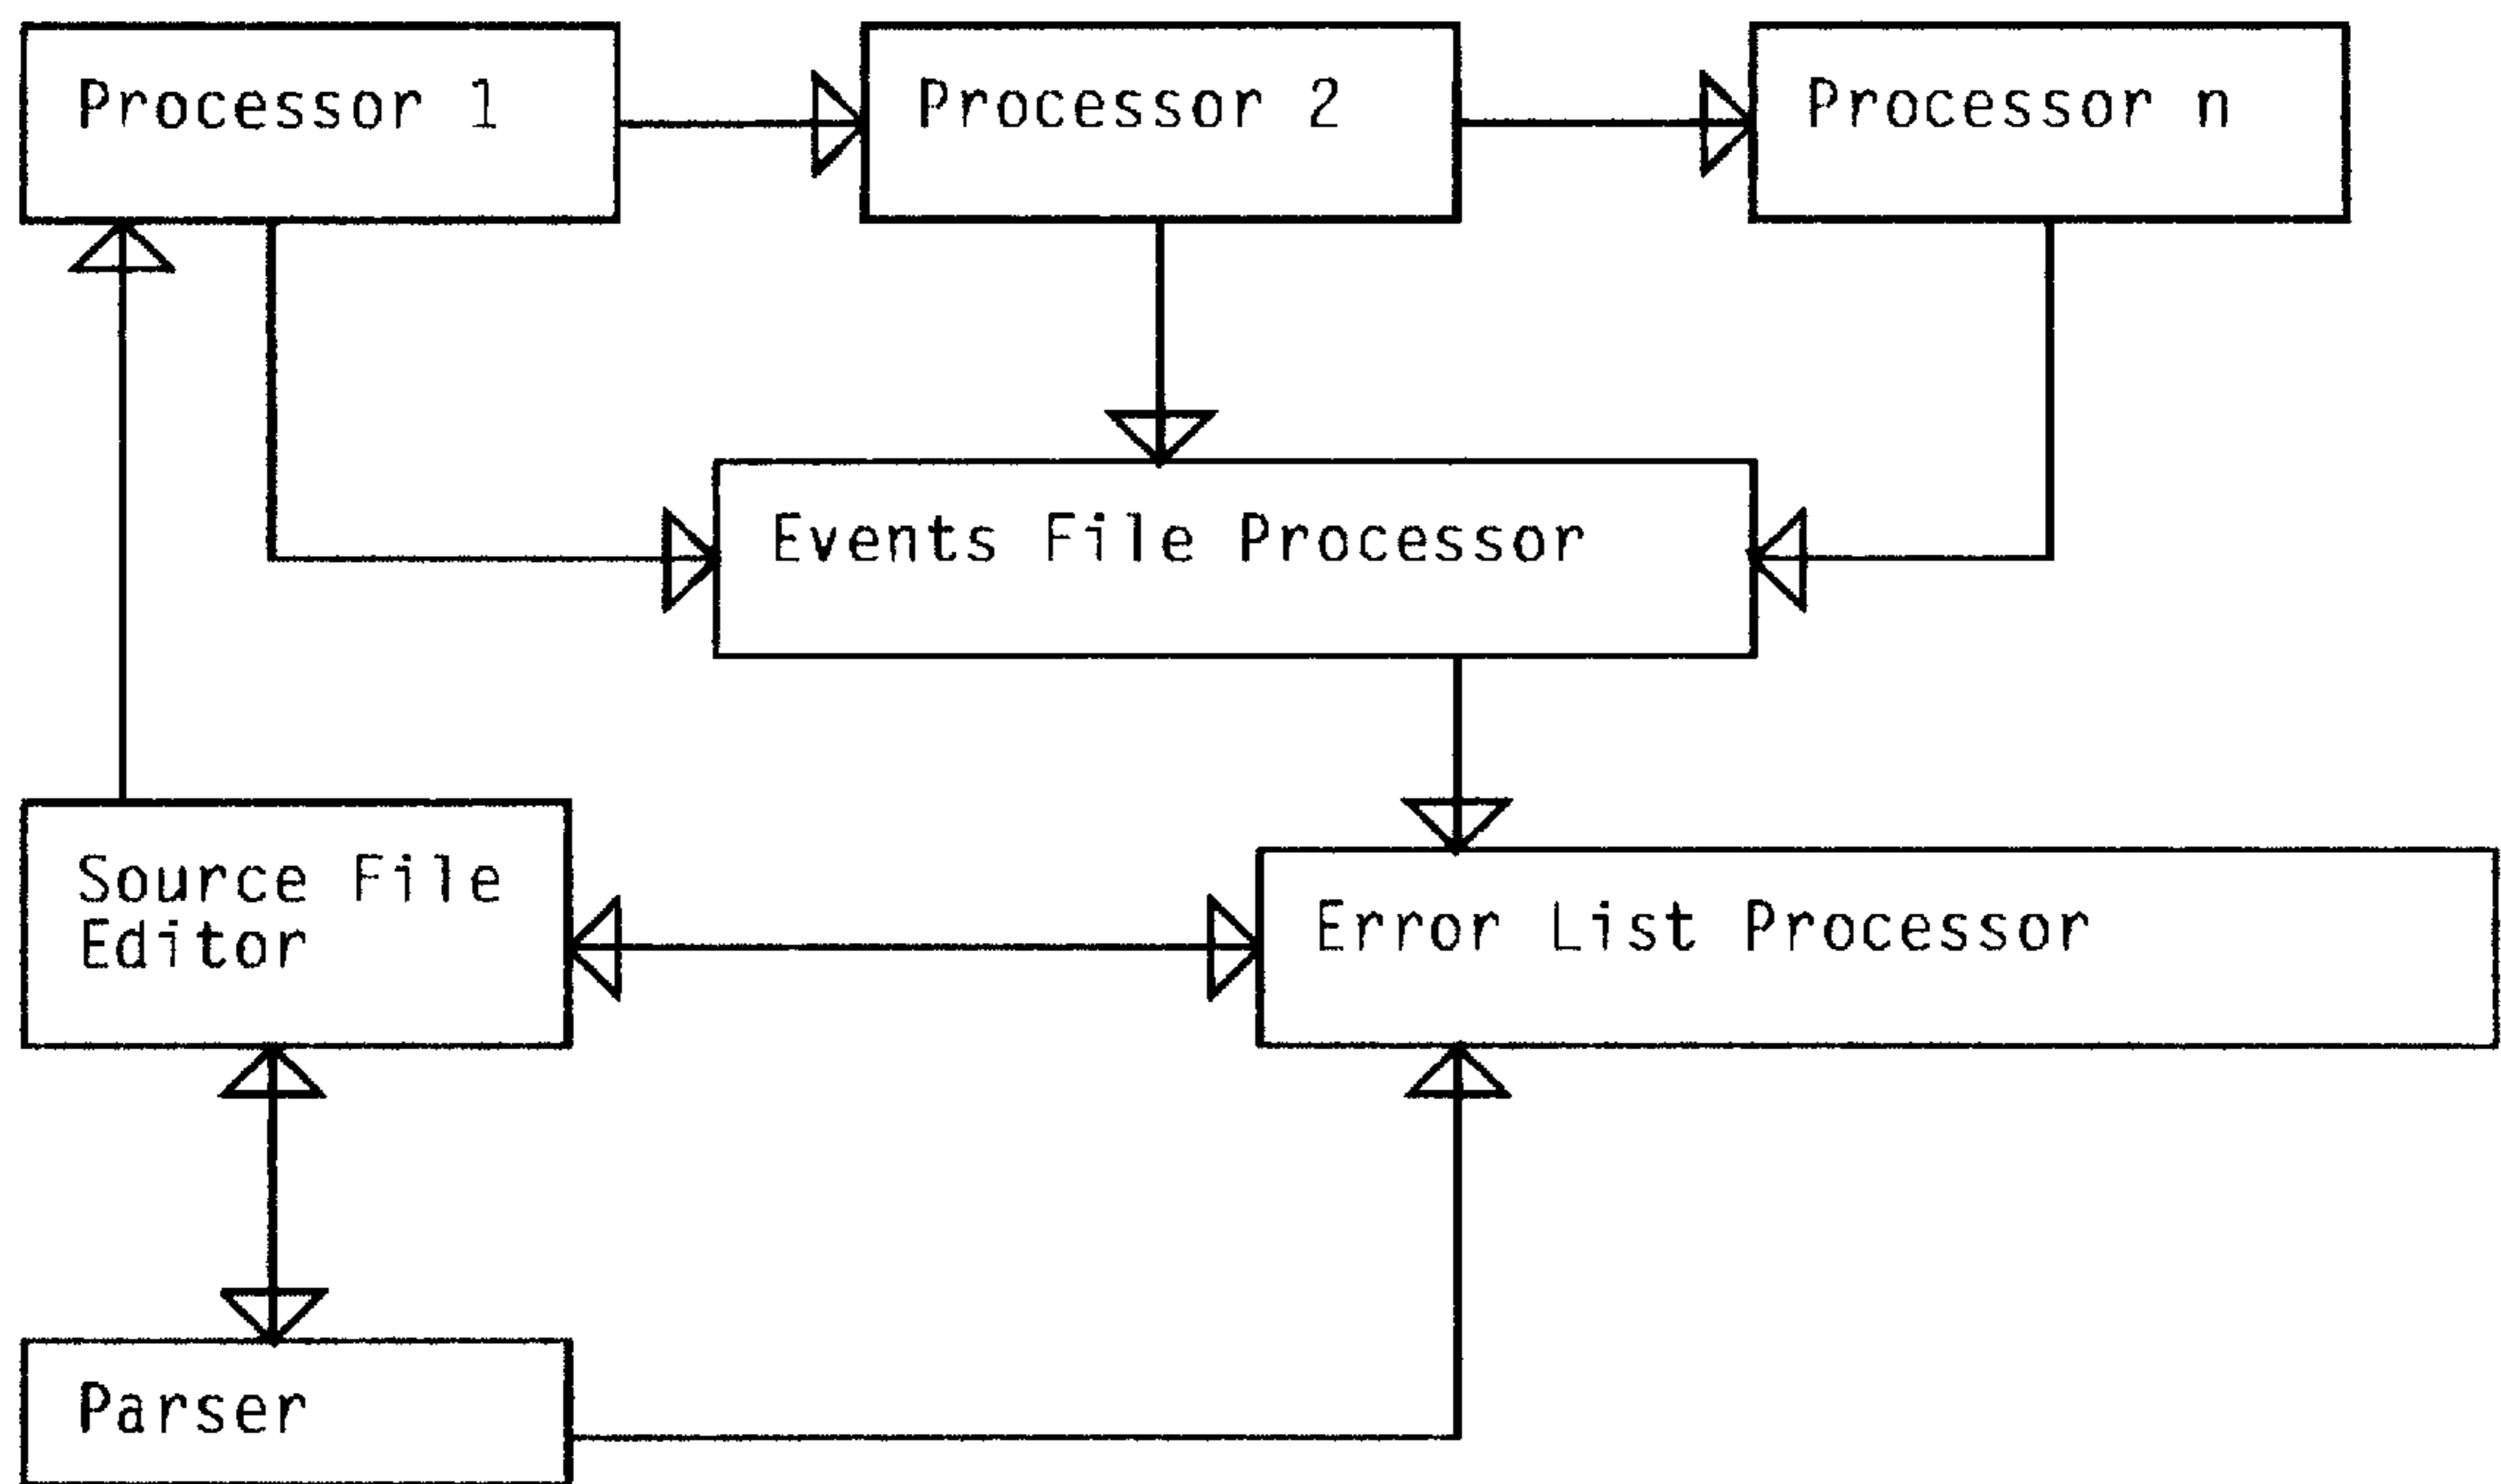 Processor 1
Processor 2
Processor n
Events File Processor
Source File
Editor
Error List Processor
Parser